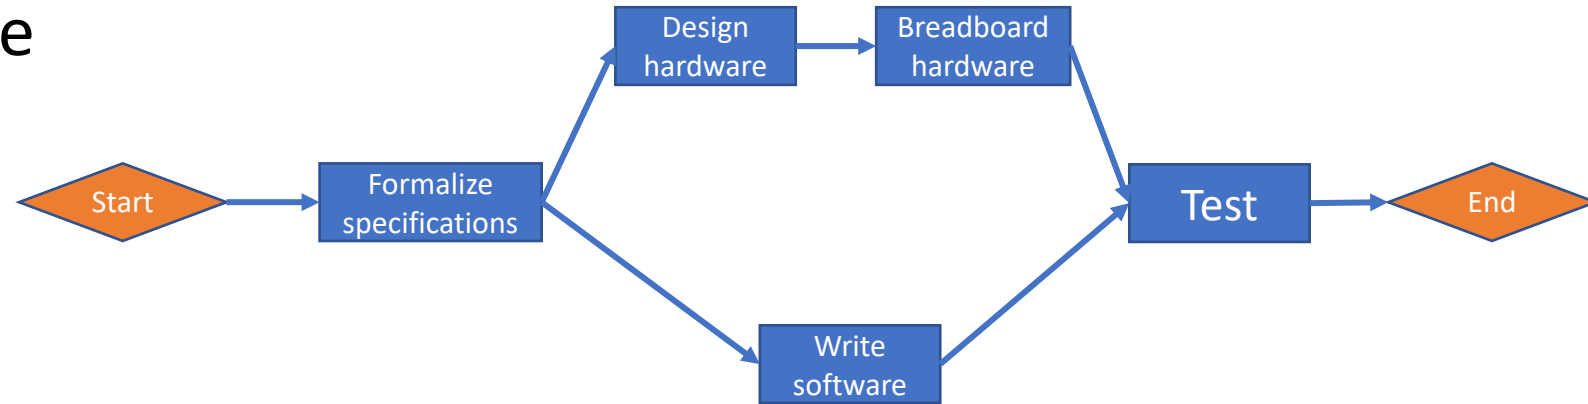 e
Design
hardware
Breadboard
hardware
Start
Formalize
specifications
Test
End
Write
software